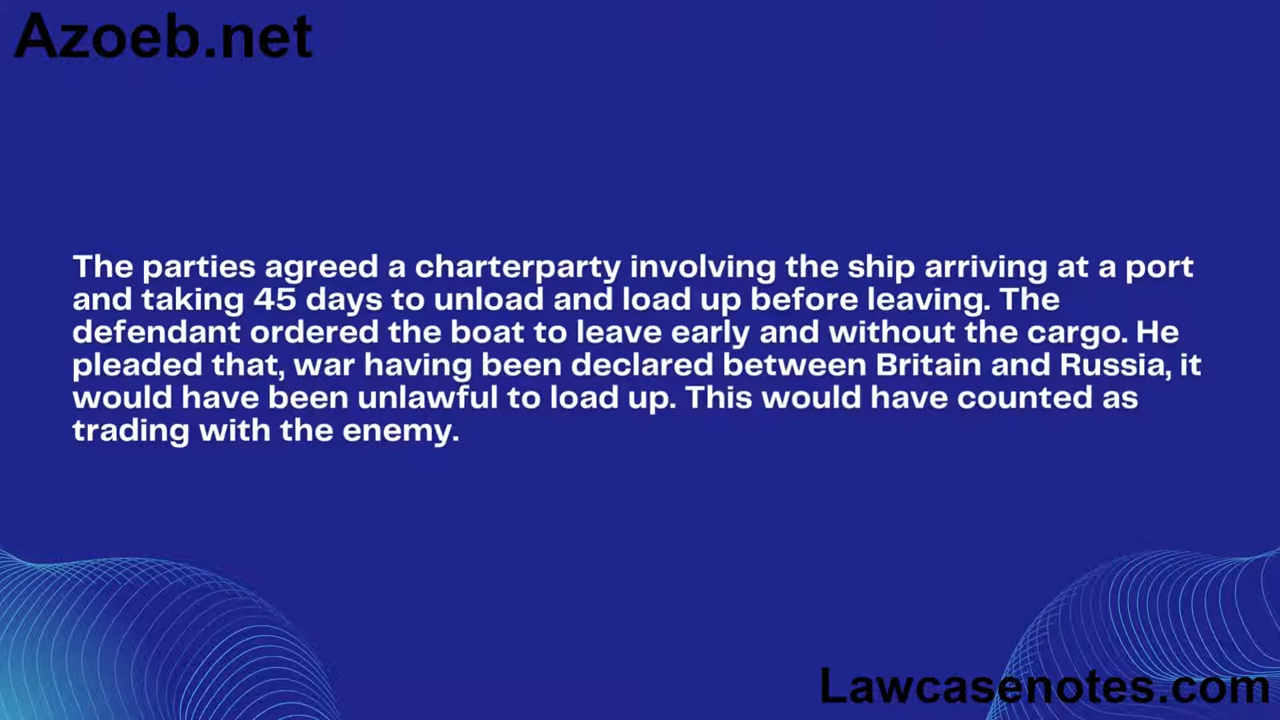 Azoeb.net
The parties agreed a charterparty involving the ship arriving at a port
and taking 45 days to unload and load up before leaving. The
defendant ordered the boat to leave early and without the cargo. He
pleaded that, war having been declared between Britain and Russia, it
would have been unlawful to load up. This would have counted as
trading with the enemy.
Lawcasenotes.com